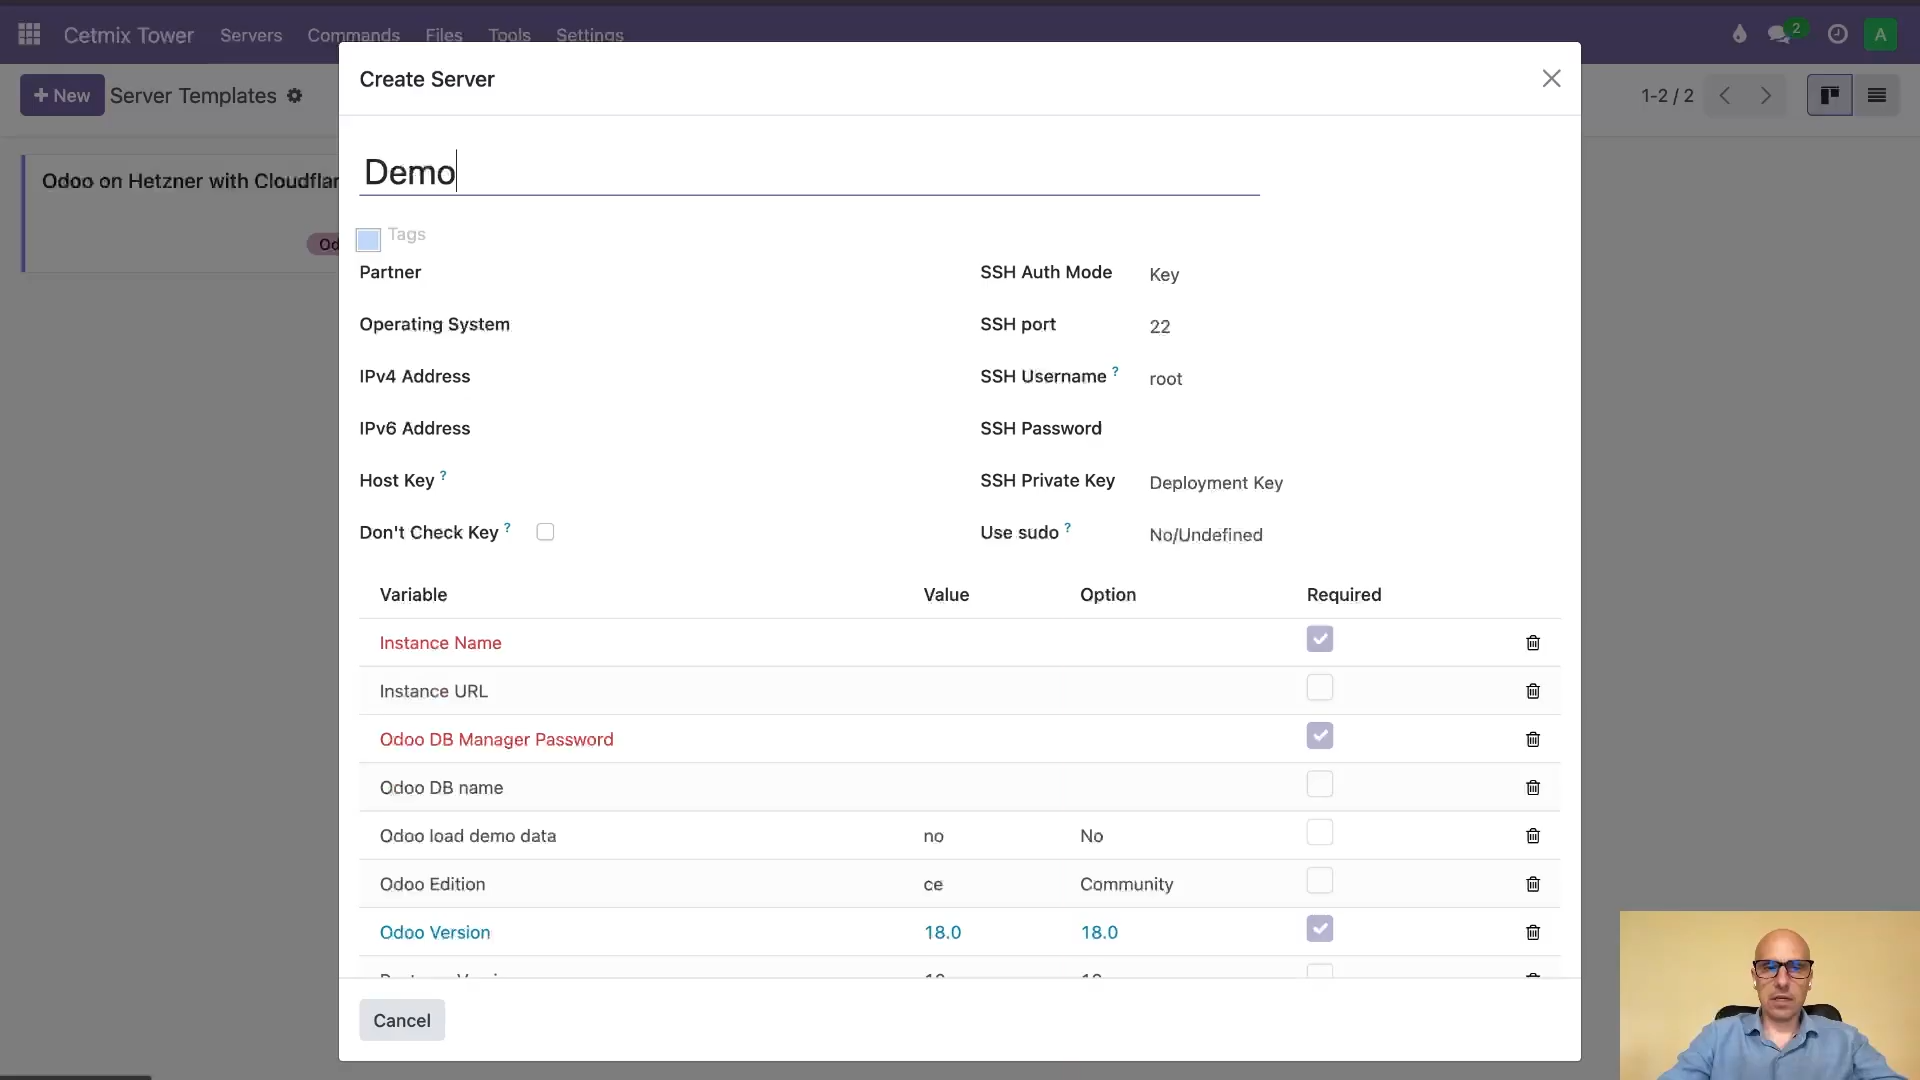 Cetmix Tower Servers Commands Files Tools Settings 2 A
New Server Templates 1-2 / 2
Create Server
Demo
Odoo on Hetzner with Cloudflar
Tags
Od
Partner SSH Auth Mode Key
Operating System SSH port 22
IPv4 Address SSH Username ? root
IPv6 Address SSH Password
Host Key ? SSH Private Key Deployment Key
Don't Check Key ? Use sudo ? No/Undefined
Variable Value Option Required
Instance Name
Instance URL
Odoo DB Manager Password
Odoo DB name
Odoo load demo data no No
Odoo Edition ce Community
Odoo Version 18.0 18.0
Cancel